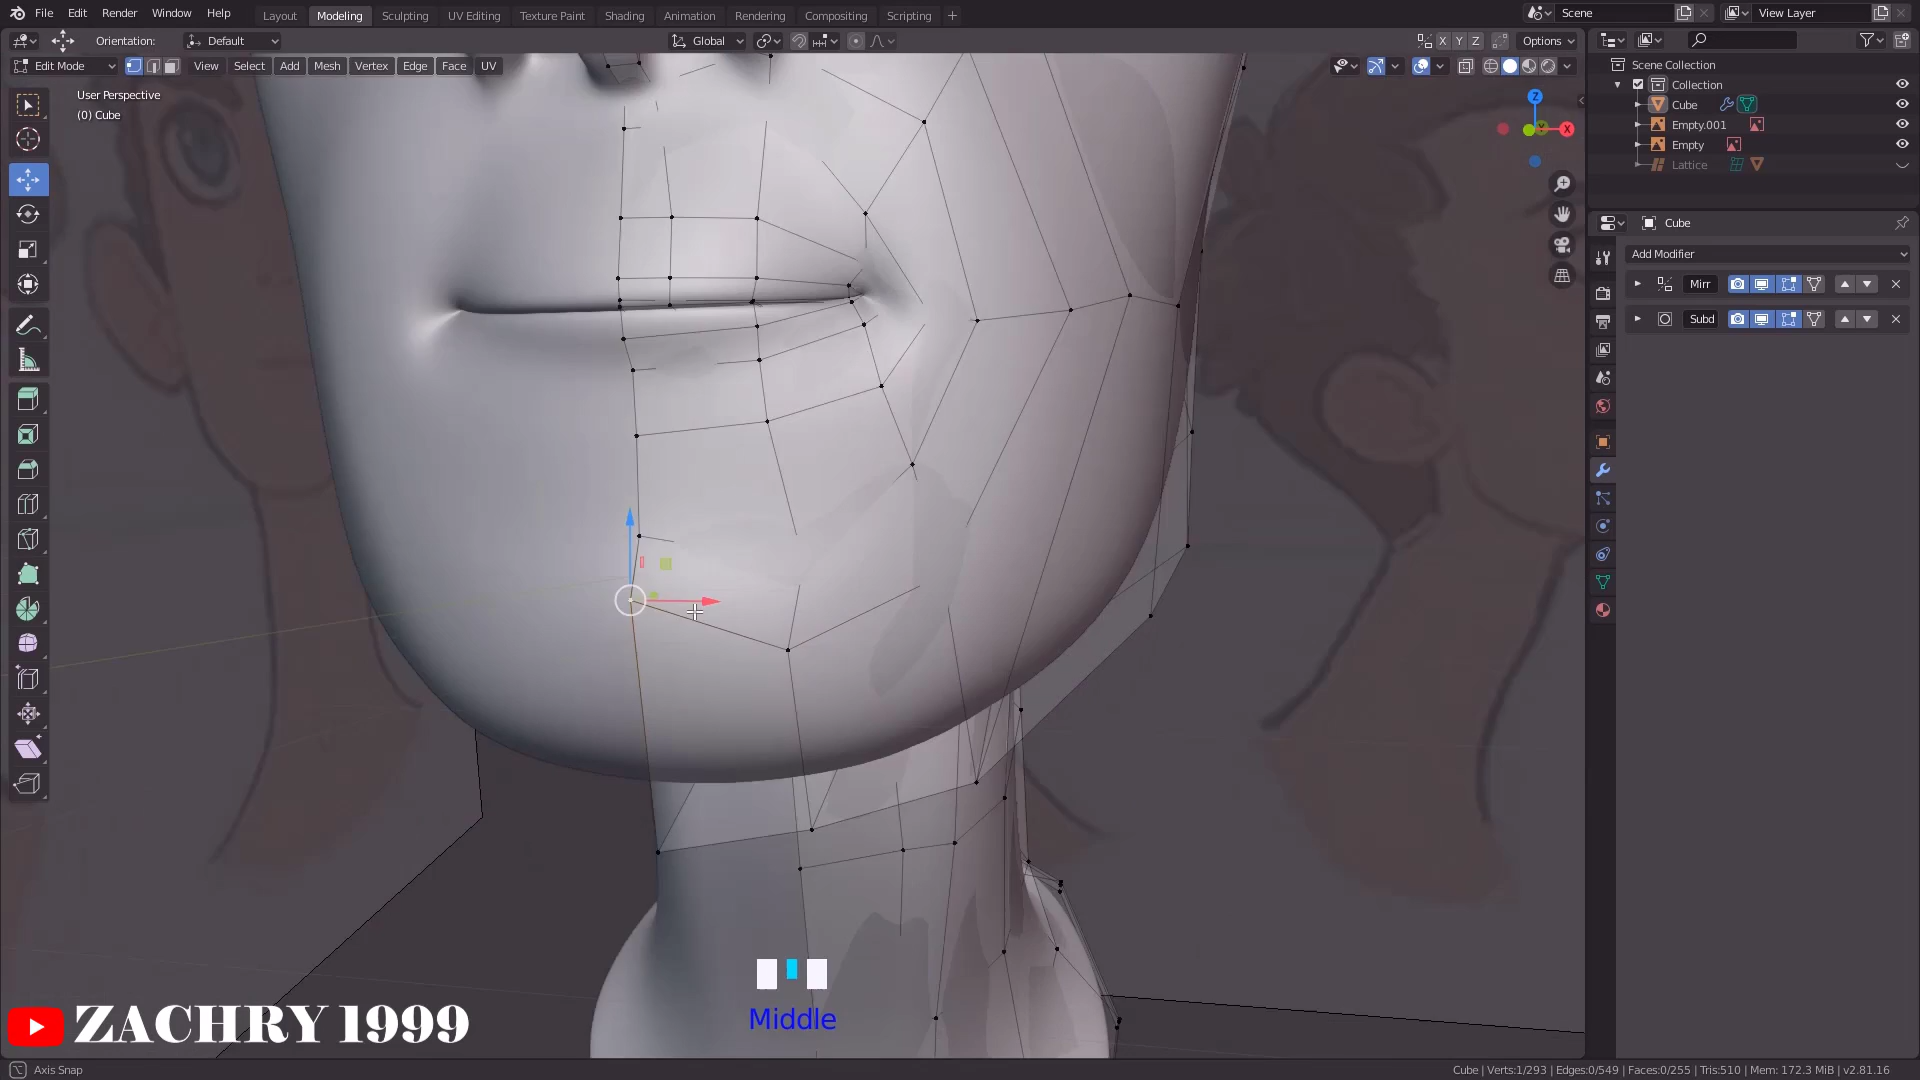 File Edit Render Window Help Layout Modeling Sculpting UV Editing Texture Paint Shading Animation Rendering Compositing Scripting + Scene View Layer
Orientation: Default Global X Y Z Options
Edit Mode View Select Add Mesh Vertex Edge Face UV
User Perspective
(0) Cube
Z
X
Scene Collection
Collection
Cube
Empty.001
Empty
Lattice
Cube
Add Modifier
Mirr
Subd
ZACHRY 1999
Middle
Axis Snap
Cube | Verts:1/293 | Edges:0/549 | Faces:0/255 | Tris:510 | Mem: 172.3 MiB | v2.81.16